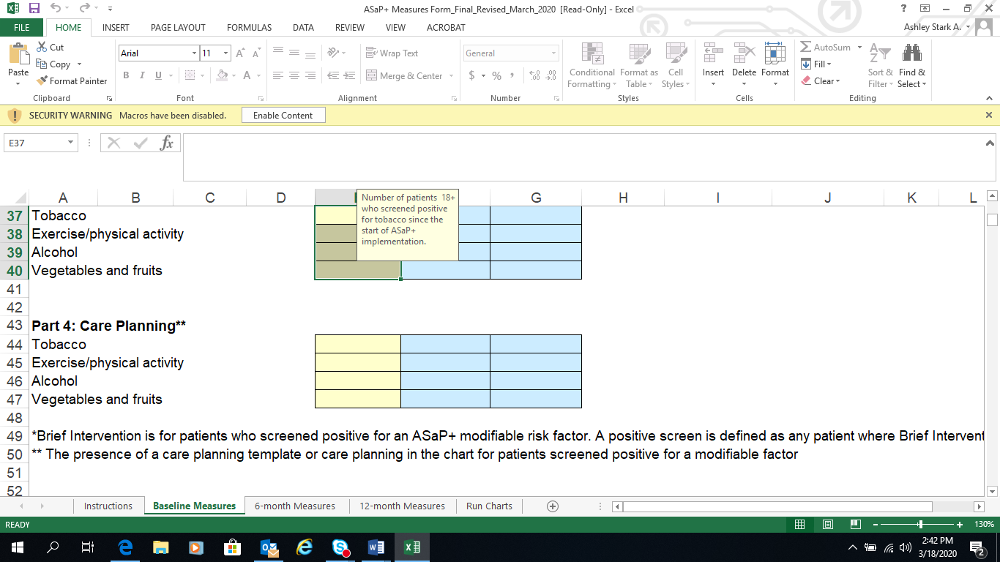 ASaP+ Measures Form_Final_Revised_March_2020 [Read-Only] - Excel
FILE HOME INSERT PAGE LAYOUT FORMULAS DATA REVIEW VIEW ACROBAT Ashley Stark A.
Paste
Cut
Copy
Format Painter
Clipboard
Arial 11
B I U A
Font
Wrap Text
Merge & Center
Alignment
General
$ % ,
Number
Conditional Formatting
Format as Table
Cell Styles
Styles
Insert Delete Format
Cells
AutoSum
Fill
Clear
Sort & Filter
Find & Select
Editing
SECURITY WARNING Macros have been disabled. Enable Content
E37 fx
A B C D G H I J K L
Number of patients 18+
who screened positive
for tobacco since the
start of ASaP+
implementation.
37 Tobacco
38 Exercise/physical activity
39 Alcohol
40 Vegetables and fruits
41
42
43 Part 4: Care Planning**
44 Tobacco
45 Exercise/physical activity
46 Alcohol
47 Vegetables and fruits
48
49 *Brief Intervention is for patients who screened positive for an ASaP+ modifiable risk factor. A positive screen is defined as any patient where Brief Intervent
50 ** The presence of a care planning template or care planning in the chart for patients screened positive for a modifiable factor
51
52
Instructions Baseline Measures 6-month Measures 12-month Measures Run Charts
READY 130%
2:42 PM
3/18/2020
2